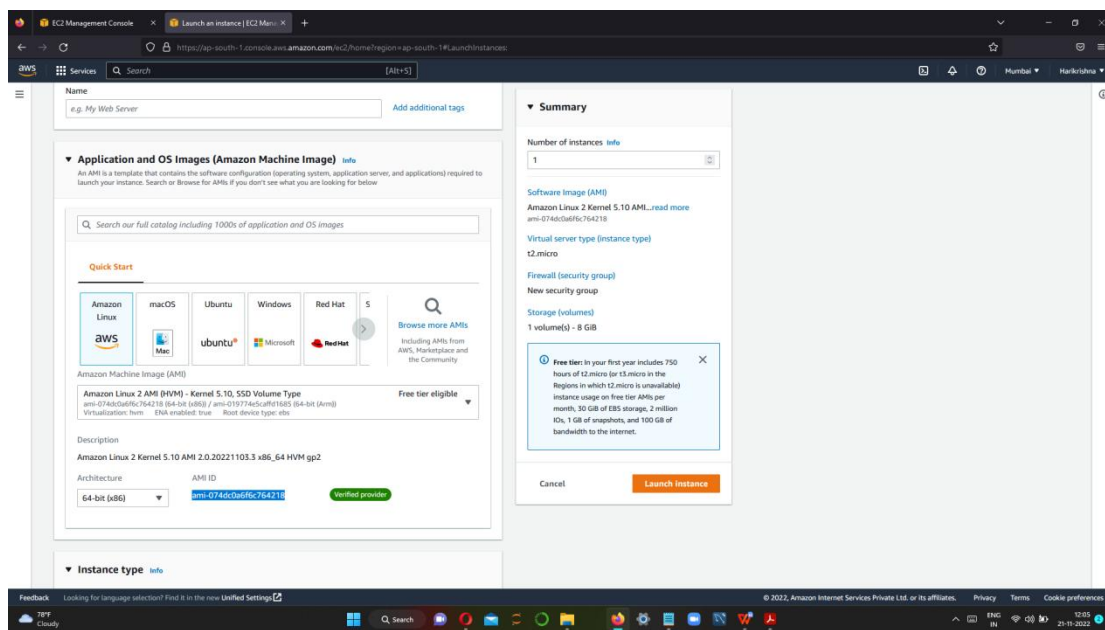 EC2 Management Console
Launch an instance | EC2 Mana
https://ap-south-1.console.aws.amazon.com/ec2/home?region=ap-south-1#LaunchInstances:
aws
Services
Search
[Alt+S]
Mumbai
Harikrishna
Name
e.g. My Web Server
Add additional tags
Application and OS Images (Amazon Machine Image) Info
An AMI is a template that contains the software configuration (operating system, application server, and applications) required to
launch your instance. Search or Browse for AMIs if you don't see what you are looking for below
Search our full catalog including 1000s of application and OS images
Quick Start
Amazon
Linux
aws
macOS
Mac
Ubuntu
ubuntu
Windows
Microsoft
Red Hat
RedHat
S
Browse more AMIs
Including AMIs from
AWS, Marketplace and
the Community
Amazon Machine Image (AMI)
Amazon Linux 2 AMI (HVM) - Kernel 5.10, SSD Volume Type
Free tier eligible
ami-074dc0a6f6c764218 (64-bit (x86)) / ami-019774e5caffd1685 (64-bit (Arm))
Virtualization: hvm ENA enabled: true Root device type: ebs
Description
Amazon Linux 2 Kernel 5.10 AMI 2.0.20221103.3 x86_64 HVM gp2
Architecture
AMI ID
64-bit (x86)
ami-074dc0a6f6c764218
Verified provider
Instance type Info
Summary
Number of instances Info
1
Software Image (AMI)
Amazon Linux 2 Kernel 5.10 AMI...read more
ami-074dc0a6f6c764218
Virtual server type (instance type)
t2.micro
Firewall (security group)
New security group
Storage (volumes)
1 volume(s) - 8 GiB
Free tier: In your first year includes 750
hours of t2.micro (or t3.micro in the
Regions in which t2.micro is unavailable)
instance usage on free tier AMIs per
month, 30 GiB of EBS storage, 2 million
IOs, 1 GB of snapshots, and 100 GB of
bandwidth to the internet.
Cancel
Launch instance
Feedback
Looking for language selection? Find it in the new Unified Settings
© 2022, Amazon Internet Services Private Ltd. or its affiliates.
Privacy
Terms
Cookie preferences
78°F
Cloudy
Search
ENG
IN
12:05
21-11-2022